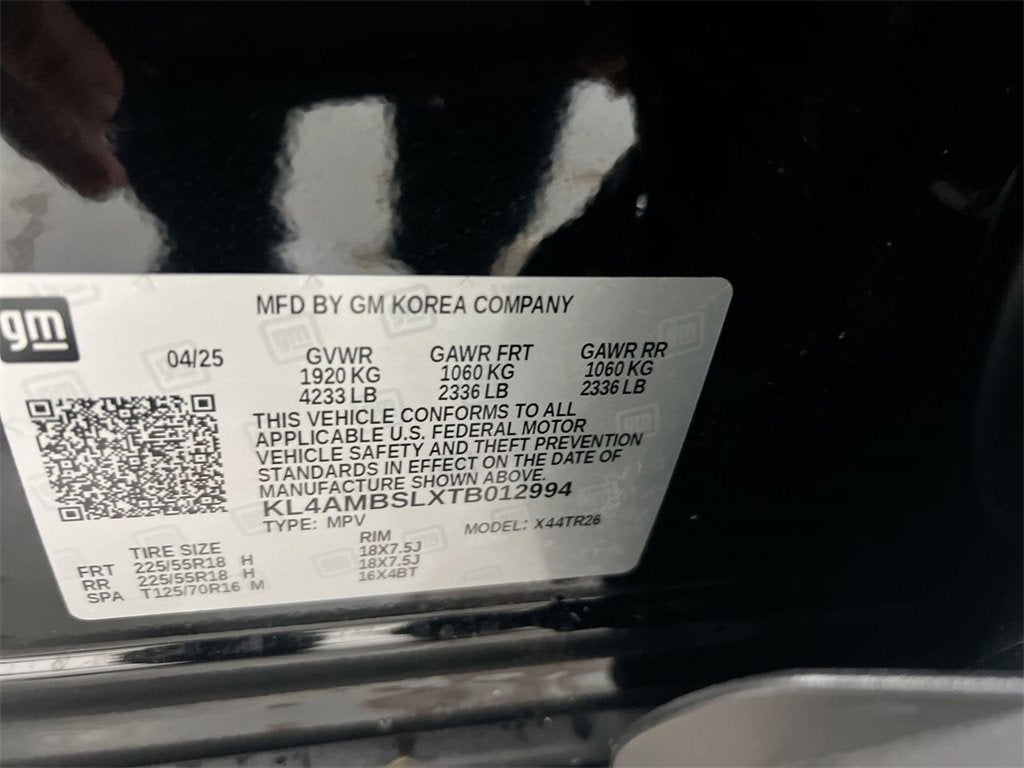 gm
MFD BY GM KOREA COMPANY
04/25
GVWR GAWR FRT GAWR RR
1920 KG 1060 KG 1060 KG
4233 LB 2336 LB 2336 LB
THIS VEHICLE CONFORMS TO ALL
APPLICABLE U.S. FEDERAL MOTOR
VEHICLE SAFETY AND THEFT PREVENTION
STANDARDS IN EFFECT ON THE DATE OF
MANUFACTURE SHOWN ABOVE.
KL4AMBSLXTB012994
TYPE: MPV MODEL: X44TR26
TIRE SIZE RIM
FRT 225/55R18 H 18X7.5J
RR 225/55R18 H 18X7.5J
SPA T125/70R16 M 16X4BT